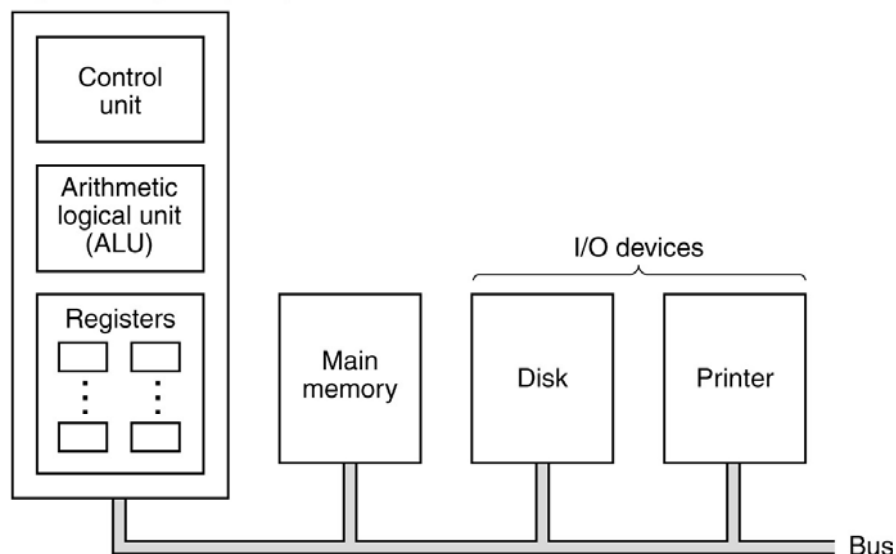 Control
unit
Arithmetic
logical unit
(ALU)
Registers
I/O devices
Main
memory
Disk
Printer
Bus